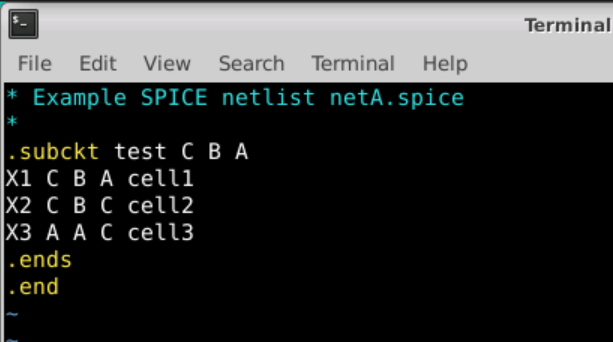 $_
Terminal
File Edit View Search Terminal Help
* Example SPICE netlist netA.spice
*
.subckt test C B A
X1 C B A cell1
X2 C B C cell2
X3 A A C cell3
.ends
.end
~
~